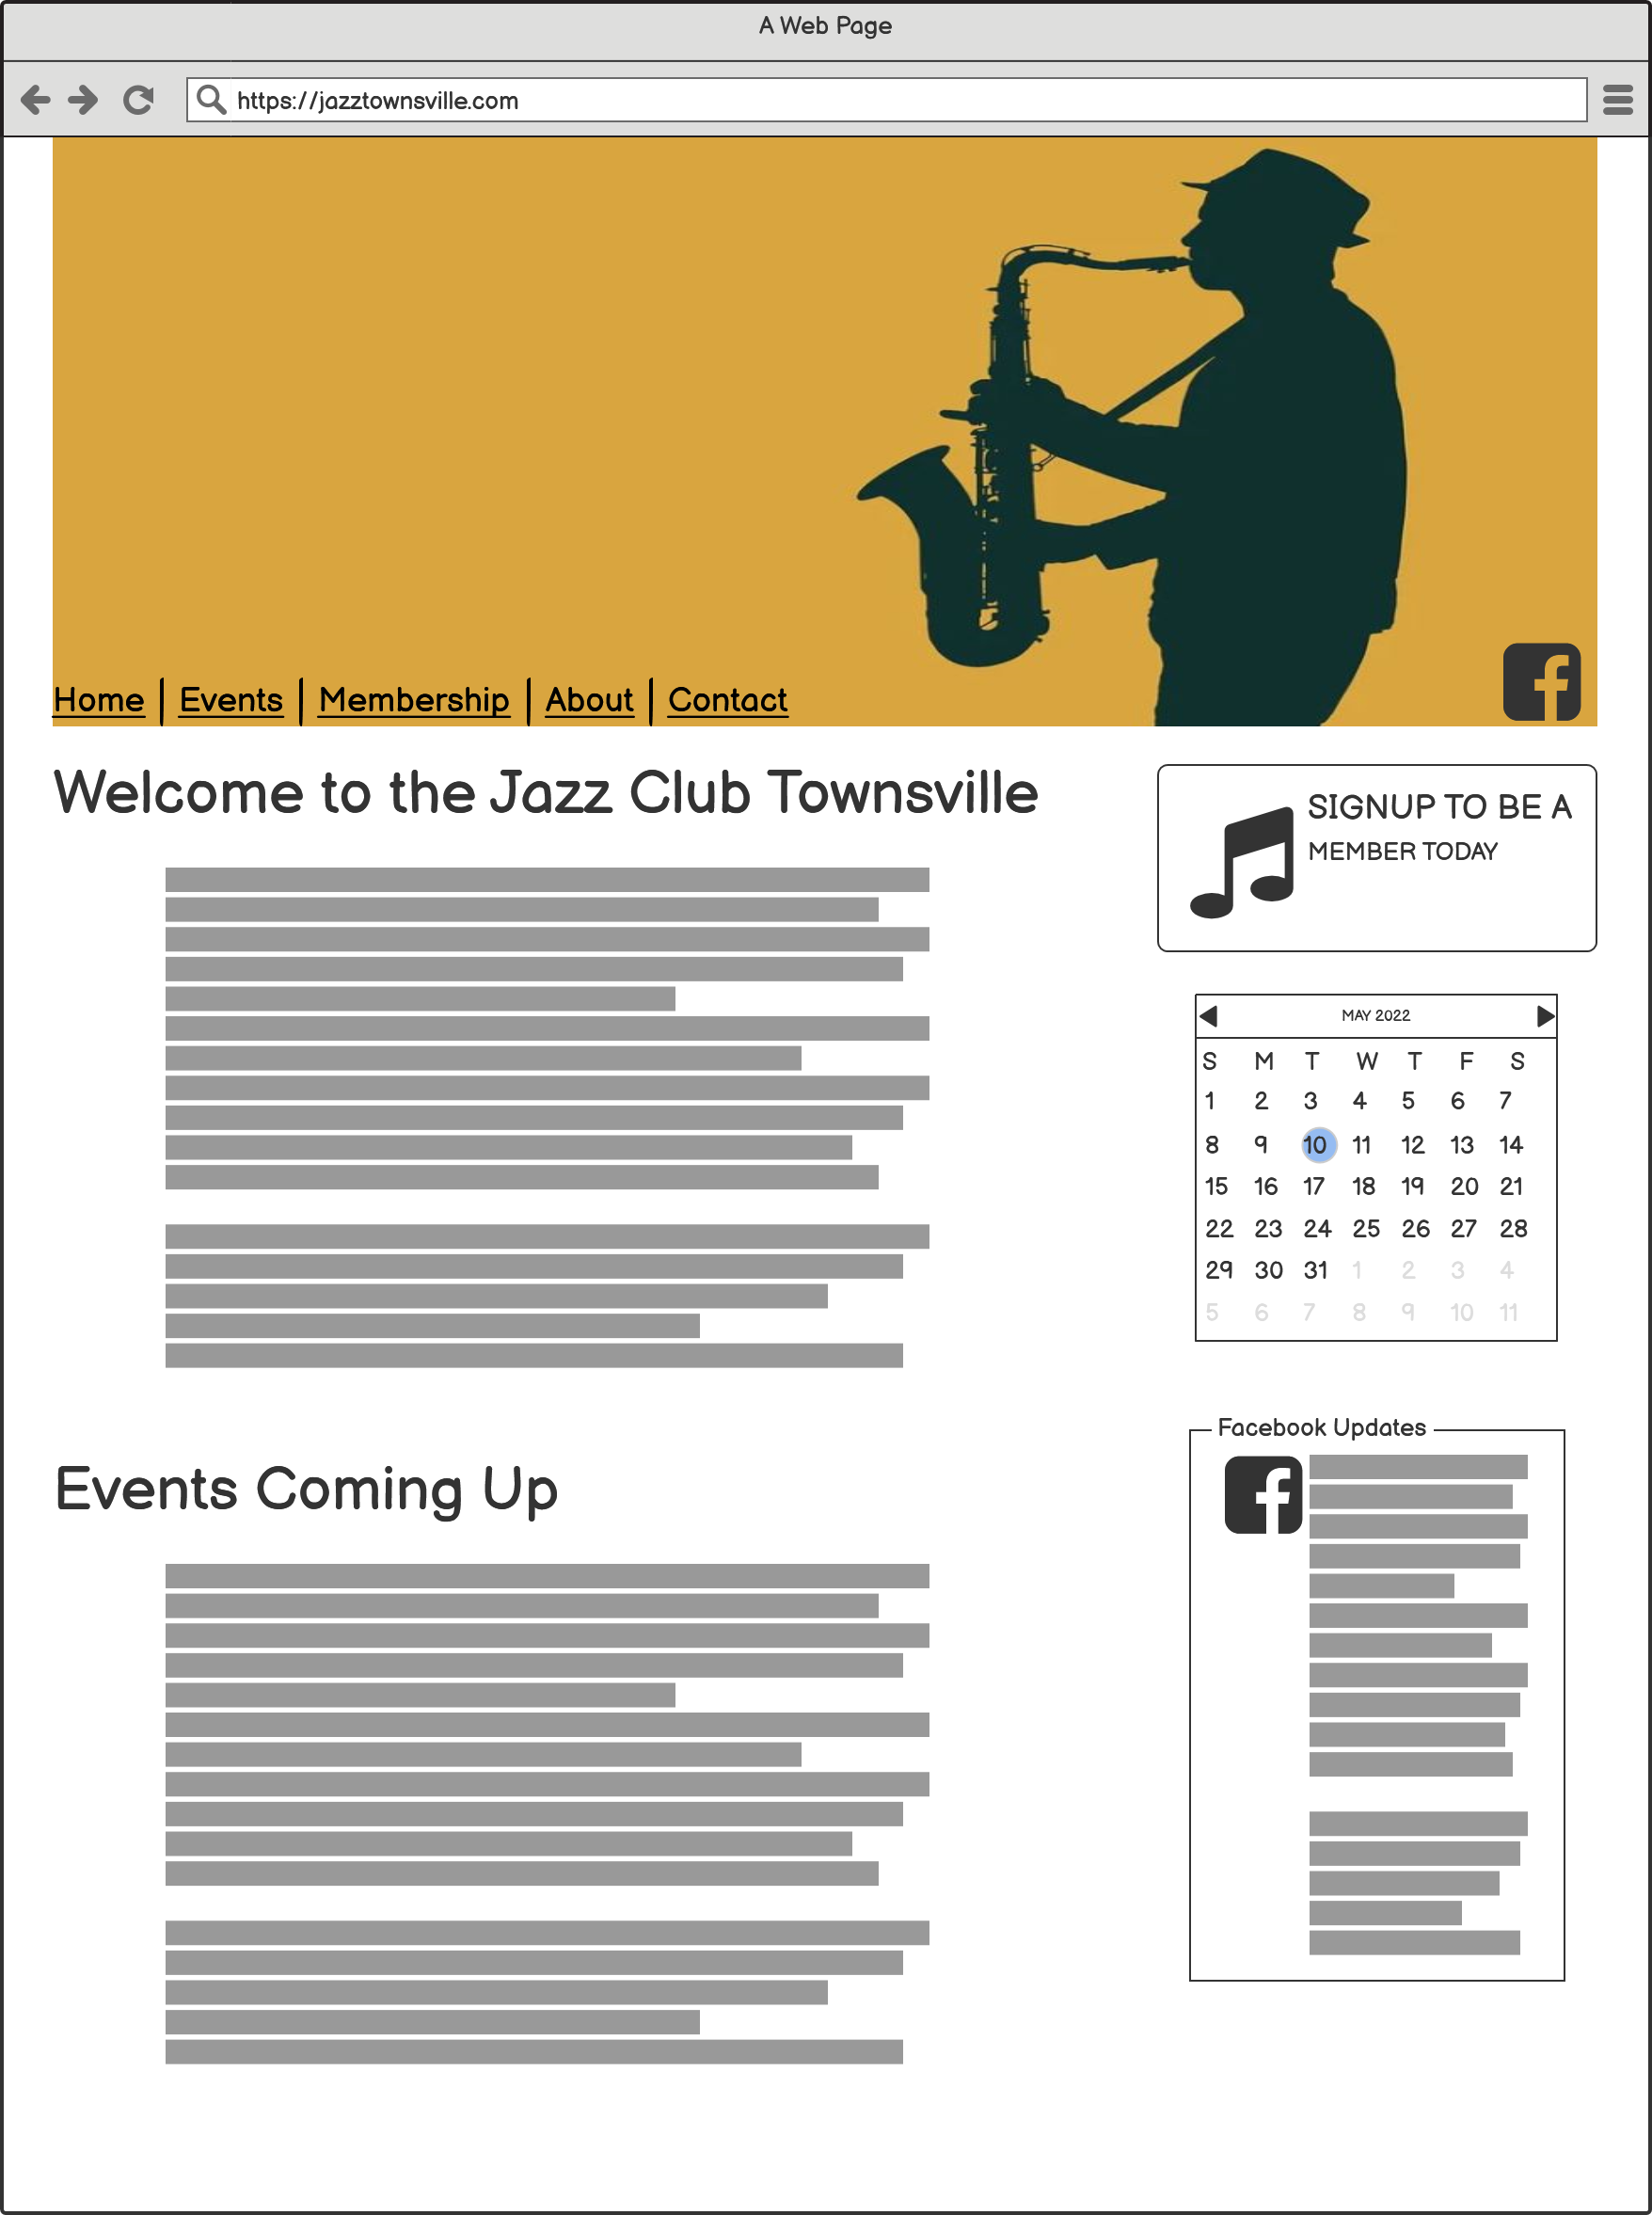 A Web Page
https://jazztownsville.com
Home Events Membership About Contact
Welcome to the Jazz Club Townsville
SIGNUP TO BE A
MEMBER TODAY
MAY 2022
S M T W T F S
1 2 3 4 5 6 7
8 9 10 11 12 13 14
15 16 17 18 19 20 21
22 23 24 25 26 27 28
29 30 31 1 2 3 4
5 6 7 8 9 10 11
Facebook Updates
Events Coming Up